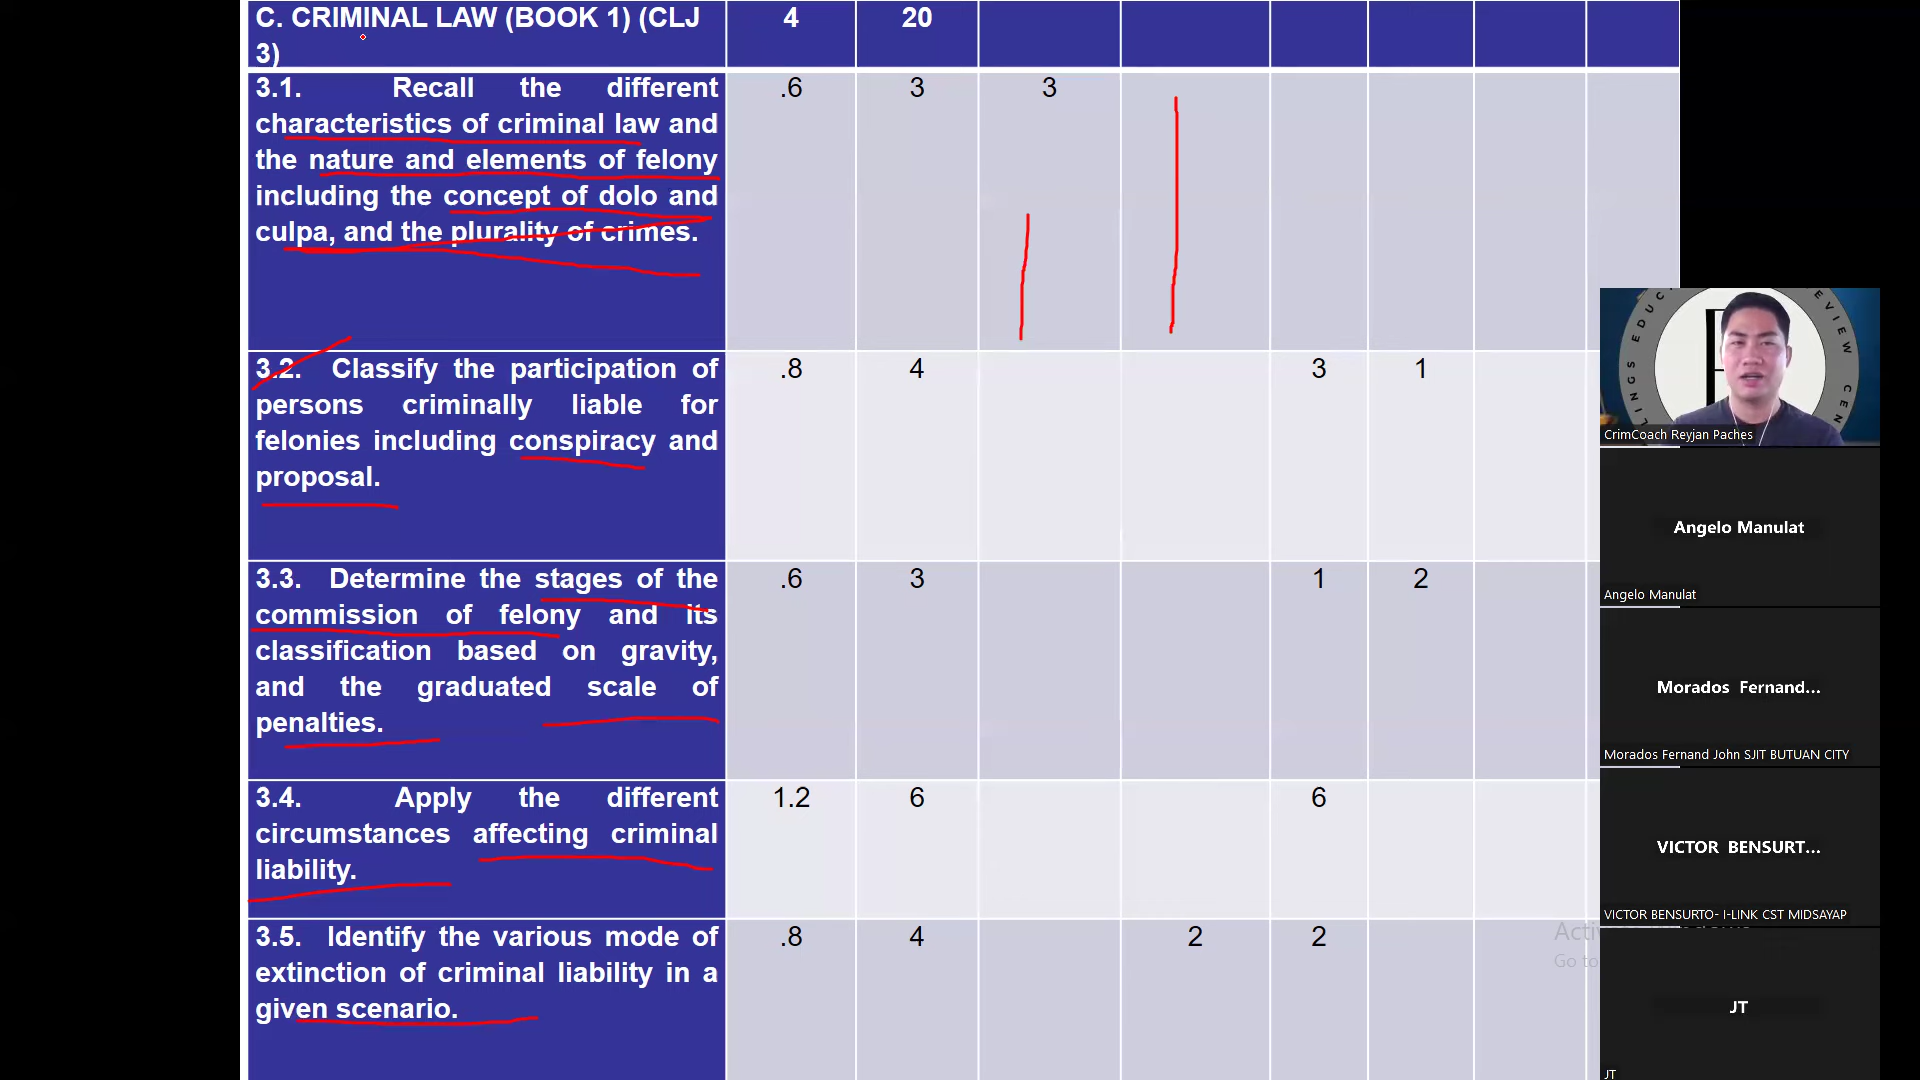 C. CRIMINAL LAW (BOOK 1) (CLJ 4 20
3)
3.1. Recall the different .6 3 3
characteristics of criminal law and
the nature and elements of felony
including the concept of dolo and
culpa, and the plurality of crimes.
3.2. Classify the participation of .8 4 3 1
persons criminally liable for
felonies including conspiracy and
proposal.
3.3. Determine the stages of the .6 3 1 2
commission of felony and its
classification based on gravity,
and the graduated scale of
penalties.
3.4. Apply the different 1.2 6 6
circumstances affecting criminal
liability.
3.5. Identify the various mode of .8 4 2 2
extinction of criminal liability in a
given scenario.
CrimCoach Reyjan Paches
Angelo Manulat
Angelo Manulat
Morados Fernand...
Morados Fernand John SJIT BUTUAN CITY
VICTOR BENSURT...
VICTOR BENSURTO- I-LINK CST MIDSAYAP
Go to
JT
JT